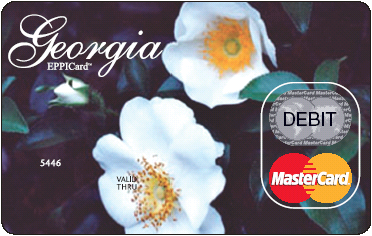 Georgia
EPPICard™
DEBIT
5446
VALID
THRU
MasterCard